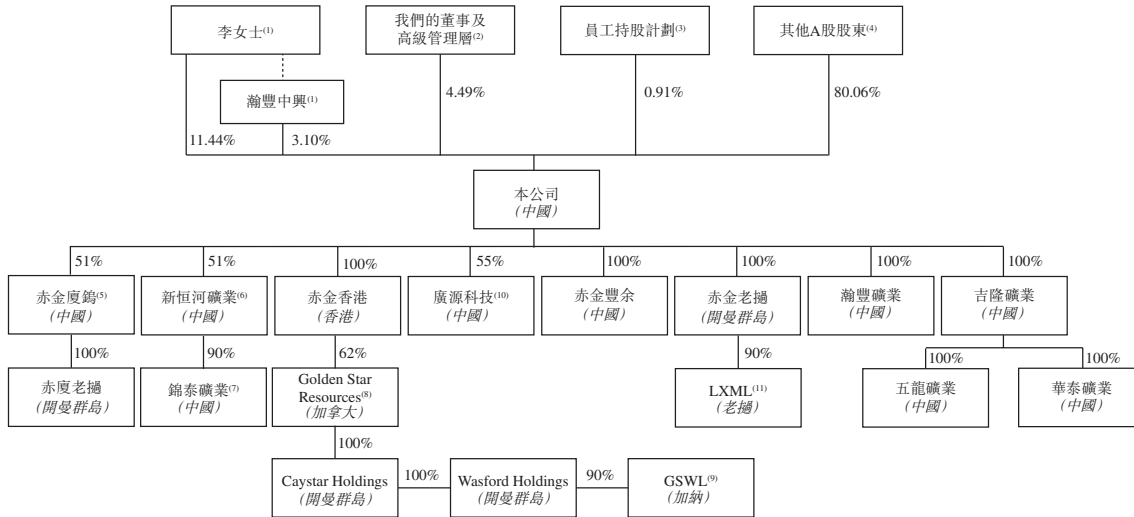 李女士(1)
我們的董事及
高級管理層(2)
員工持股計劃(3)
其他A股股東(4)
瀚豐中興(1)
4.49%
0.91%
80.06%
11.44%
3.10%
本公司
(中國)
51%
51%
100%
55%
100%
100%
100%
100%
赤金廈鎢(5)
(中國)
新恒河礦業(6)
(中國)
赤金香港
(香港)
廣源科技(10)
(中國)
赤金豐余
(中國)
赤金老撾
(開曼群島)
瀚豐礦業
(中國)
吉隆礦業
(中國)
100%
90%
62%
90%
100%
100%
赤廈老撾
(開曼群島)
錦泰礦業(7)
(中國)
Golden Star
Resources(8)
(加拿大)
LXML(11)
(老撾)
五龍礦業
(中國)
華泰礦業
(中國)
100%
Caystar Holdings
(開曼群島)
100%
Wasford Holdings
(開曼群島)
90%
GSWL(9)
(加納)